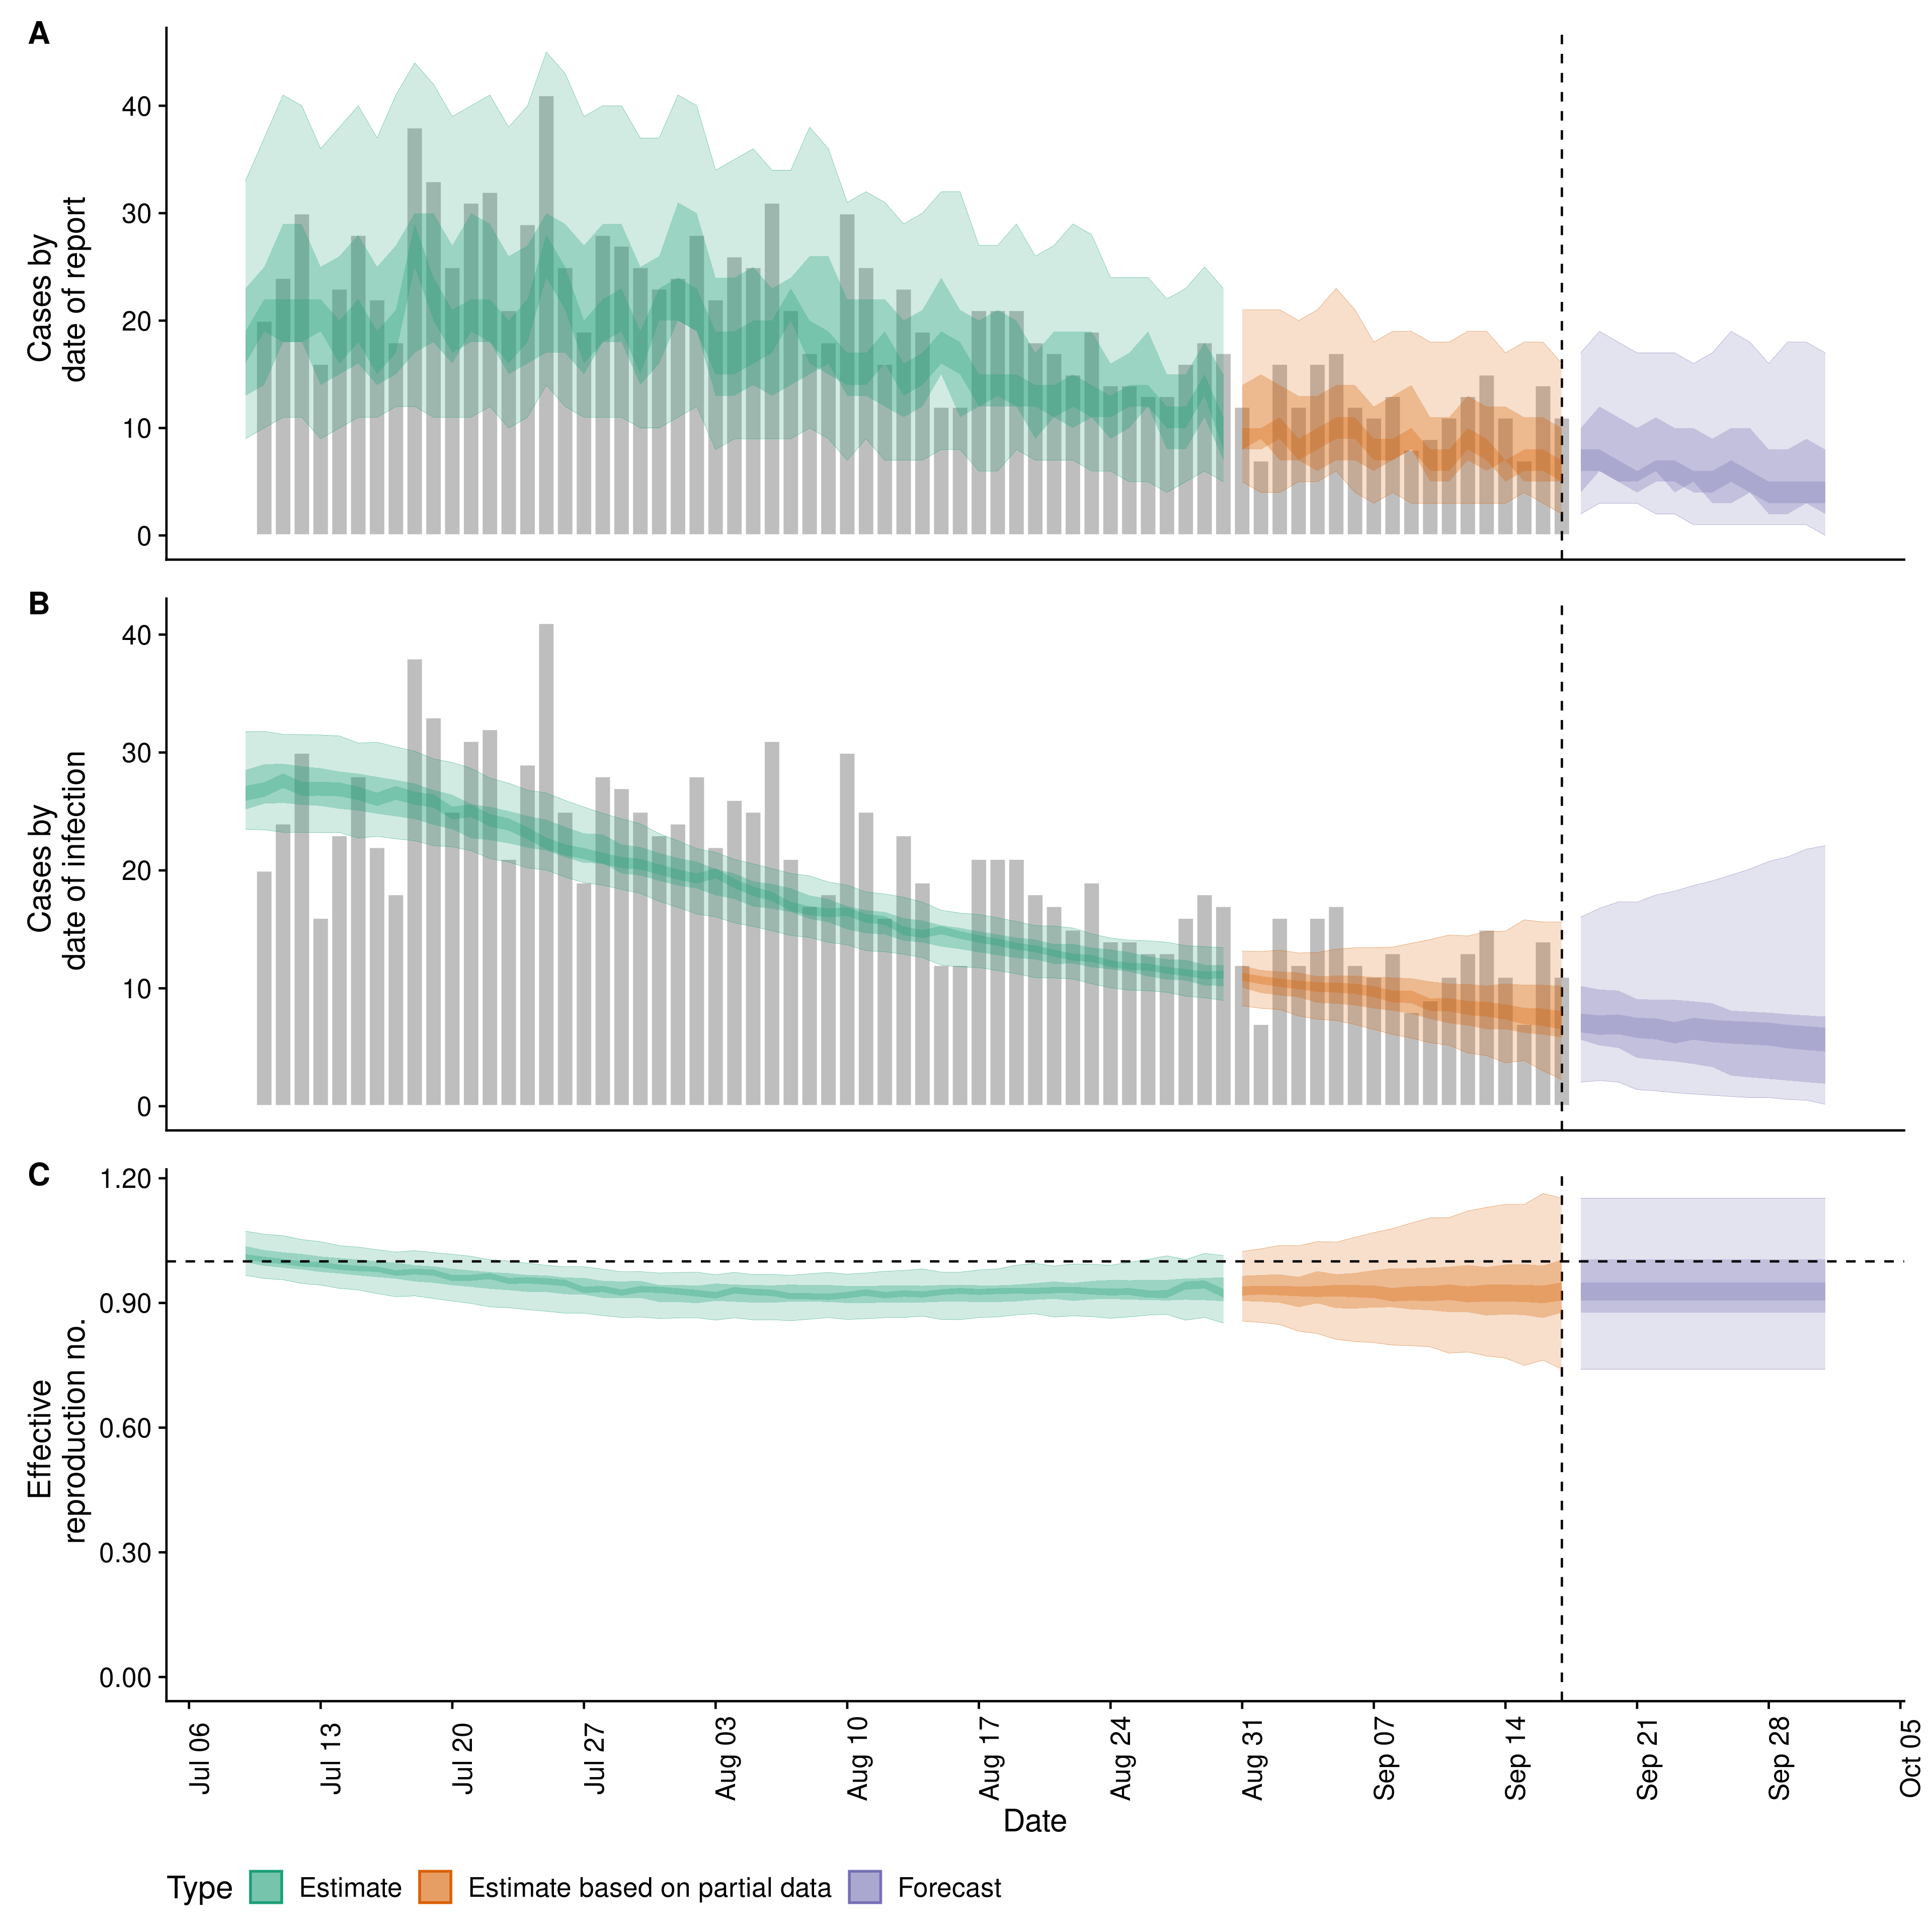 A
Cases by
date of report
40
30
20
10
0
B
Cases by
date of infection
40
30
20
10
0
C
Effective
reproduction no.
1.20
0.90
0.60
0.30
0.00
Jul 06
Jul 13
Jul 20
Jul 27
Aug 03
Aug 10
Aug 17
Aug 24
Aug 31
Sep 07
Sep 14
Sep 21
Sep 28
Oct 05
Date
Type Estimate Estimate based on partial data Forecast